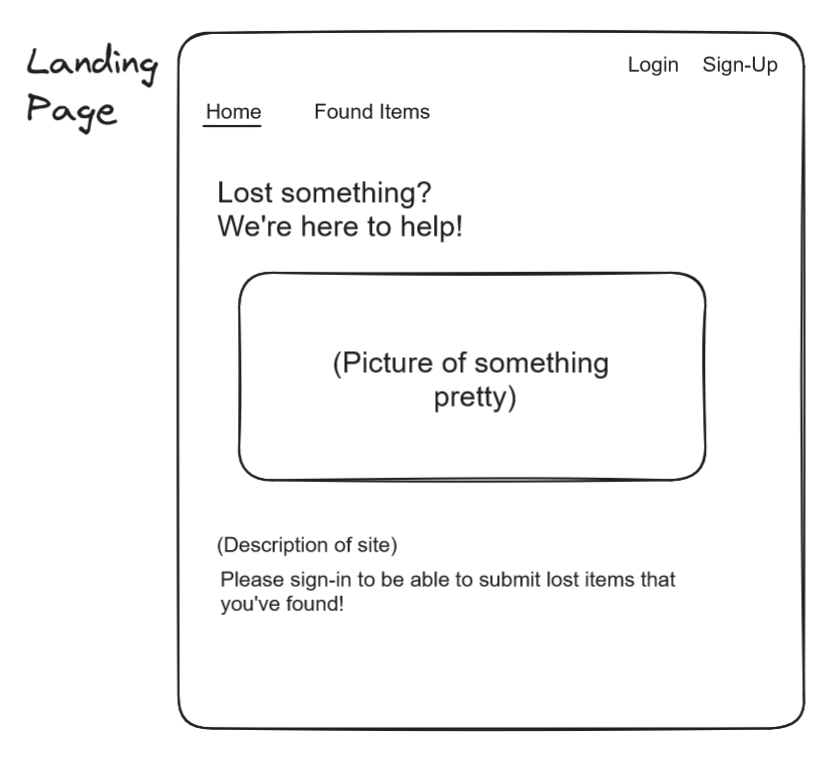 Landing
Page
Login Sign-Up
Home Found Items
Lost something?
We're here to help!
(Picture of something
pretty)
(Description of site)
Please sign-in to be able to submit lost items that
you've found!